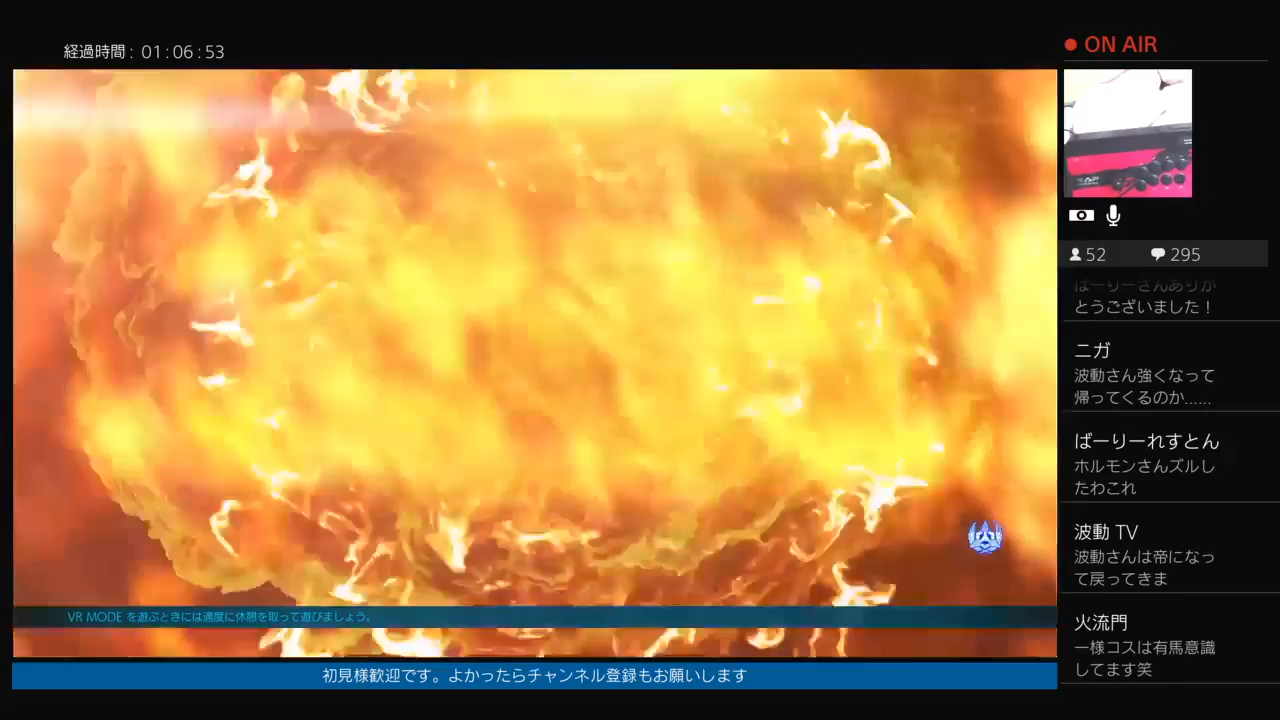 経過時間 : 01:06:53
ON AIR
52
295
ばーりーさんありが
とうございました！
ニガ
波動さん強くなって
帰ってくるのか......
ばーりーれすとん
ホルモンさんズルし
たわこれ
波動 TV
波動さんは帝になっ
て戻ってきま
火流門
一様コスは有馬意識
してます笑
VR MODE を遊ぶときには適度に休憩を取って遊びましょう。
初見様歓迎です。よかったらチャンネル登録もお願いします